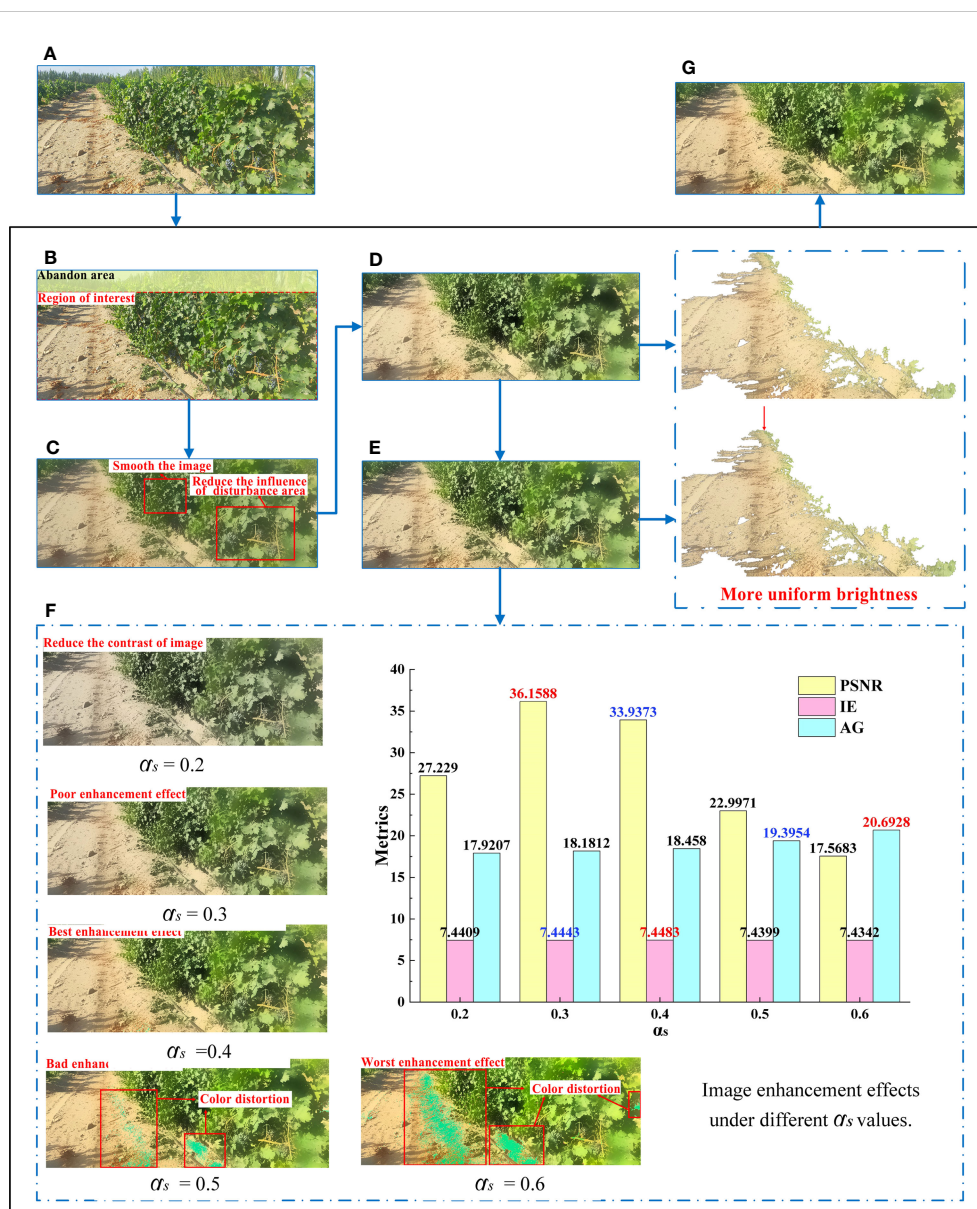 A
G
B
Abandon area
Region of interest
D
C
Smooth the image
Reduce the influence
of disturbance area
E
More uniform brightness
F
Reduce the contrast of image
αs = 0.2
Poor enhancement effect
αs = 0.3
Best enhancement effect
αs =0.4
Bad enhanc
Color distortion
αs = 0.5
Worst enhancement effect
Color distortion
αs = 0.6
40
35
30
25
20
15
10
5
0
Metrics
27.229
7.4409
17.9207
36.1588
7.4443
18.1812
33.9373
7.4483
18.458
22.9971
7.4399
19.3954
17.5683
7.4342
20.6928
PSNR
IE
AG
0.2 0.3 0.4 0.5 0.6
αs
Image enhancement effects
under different αs values.